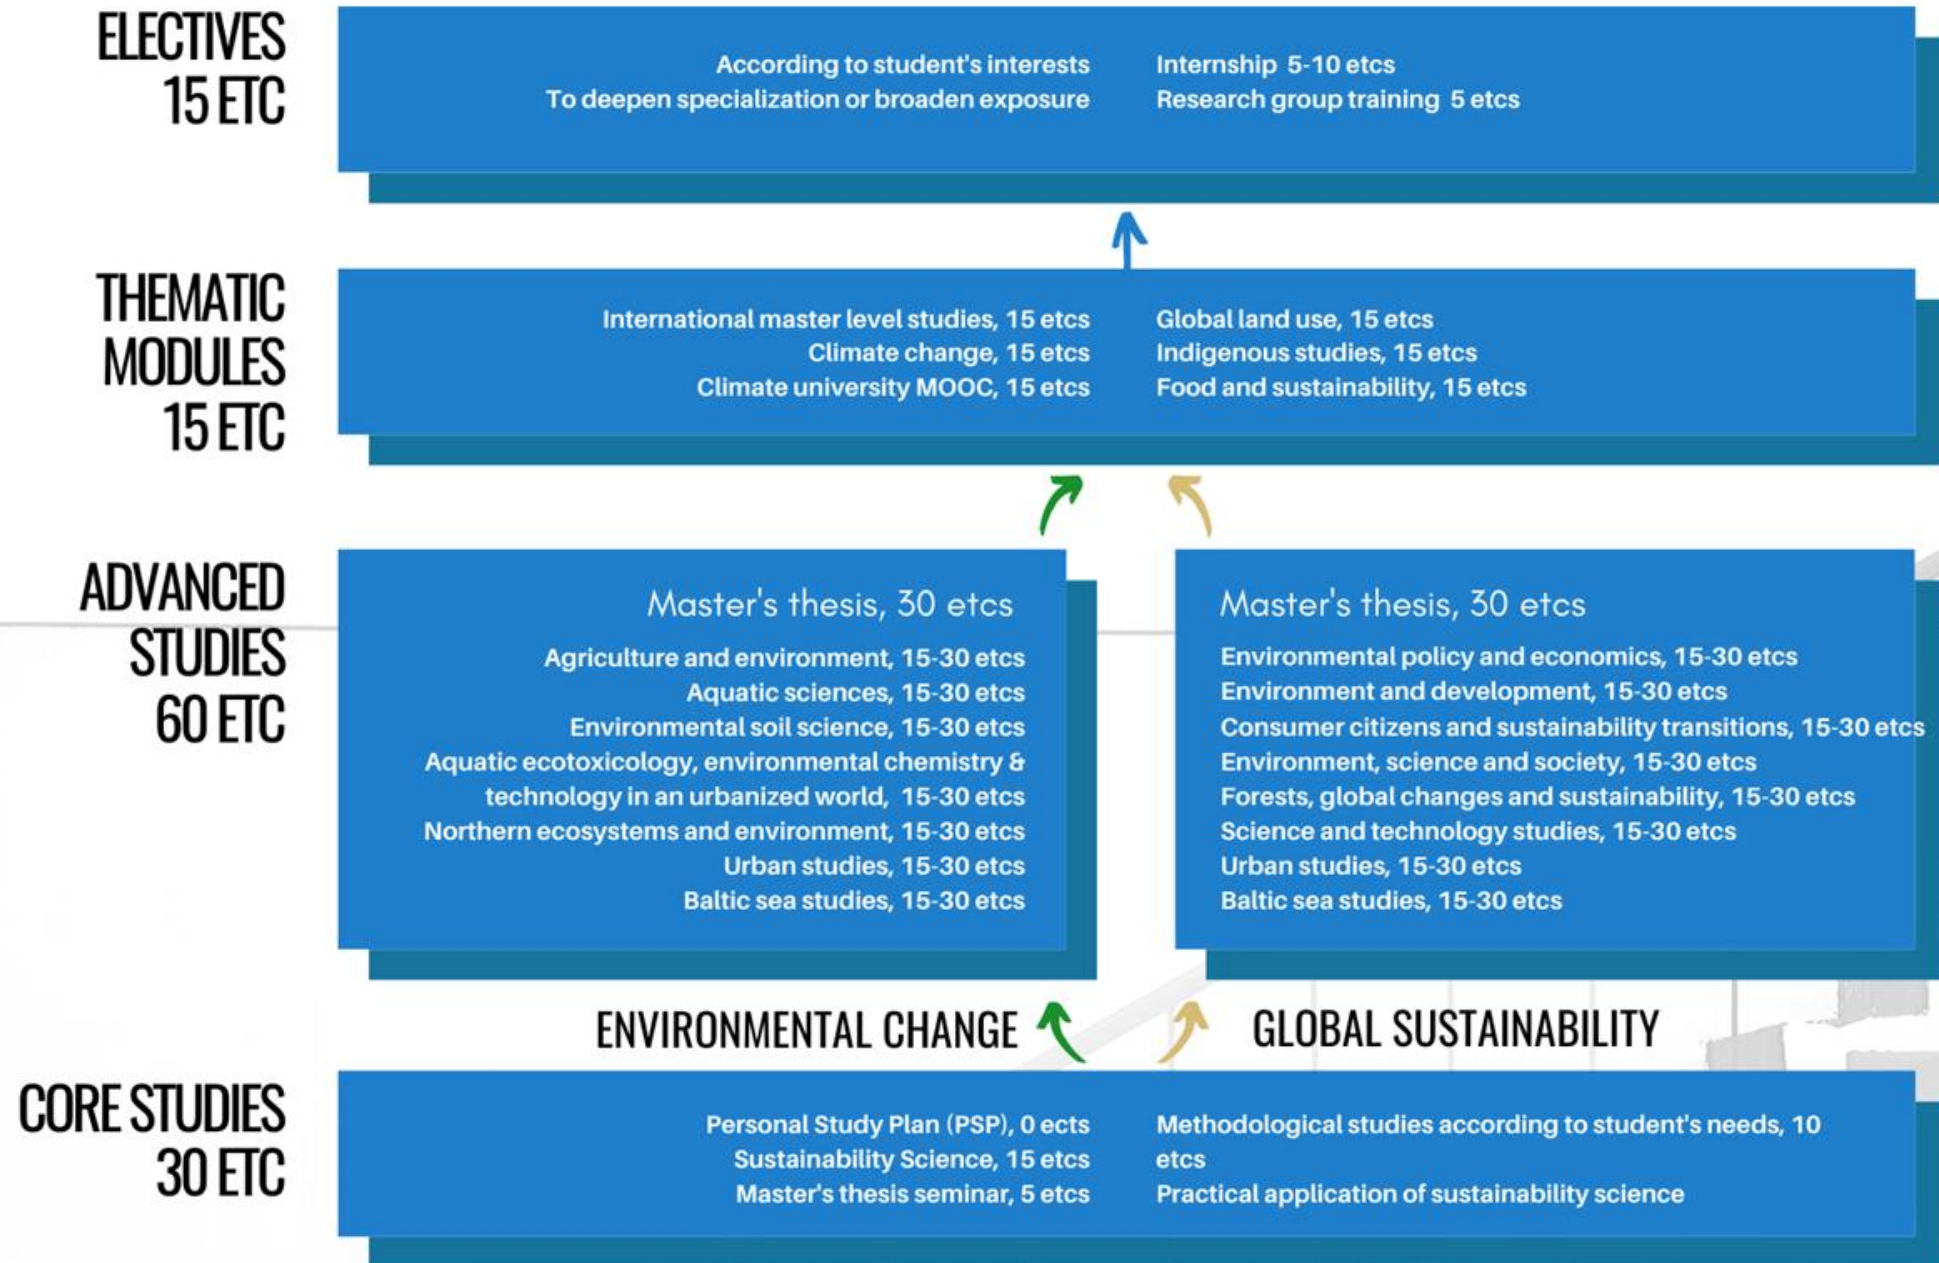 ELECTIVES
15 ETC
According to student's interests
To deepen specialization or broaden exposure
Internship 5-10 etcs
Research group training 5 etcs
THEMATIC
MODULES
15 ETC
International master level studies, 15 etcs
Climate change, 15 etcs
Climate university MOOC, 15 etcs
Global land use, 15 etcs
Indigenous studies, 15 etcs
Food and sustainability, 15 etcs
ADVANCED
STUDIES
60 ETC
Master's thesis, 30 etcs
Agriculture and environment, 15-30 etcs
Aquatic sciences, 15-30 etcs
Environmental soil science, 15-30 etcs
Aquatic ecotoxicology, environmental chemistry &
technology in an urbanized world, 15-30 etcs
Northern ecosystems and environment, 15-30 etcs
Urban studies, 15-30 etcs
Baltic sea studies, 15-30 etcs
Master's thesis, 30 etcs
Environmental policy and economics, 15-30 etcs
Environment and development, 15-30 etcs
Consumer citizens and sustainability transitions, 15-30 etcs
Environment, science and society, 15-30 etcs
Forests, global changes and sustainability, 15-30 etcs
Science and technology studies, 15-30 etcs
Urban studies, 15-30 etcs
Baltic sea studies, 15-30 etcs
ENVIRONMENTAL CHANGE
GLOBAL SUSTAINABILITY
CORE STUDIES
30 ETC
Personal Study Plan (PSP), 0 ects
Sustainability Science, 15 etcs
Master's thesis seminar, 5 etcs
Methodological studies according to student's needs, 10
etcs
Practical application of sustainability science